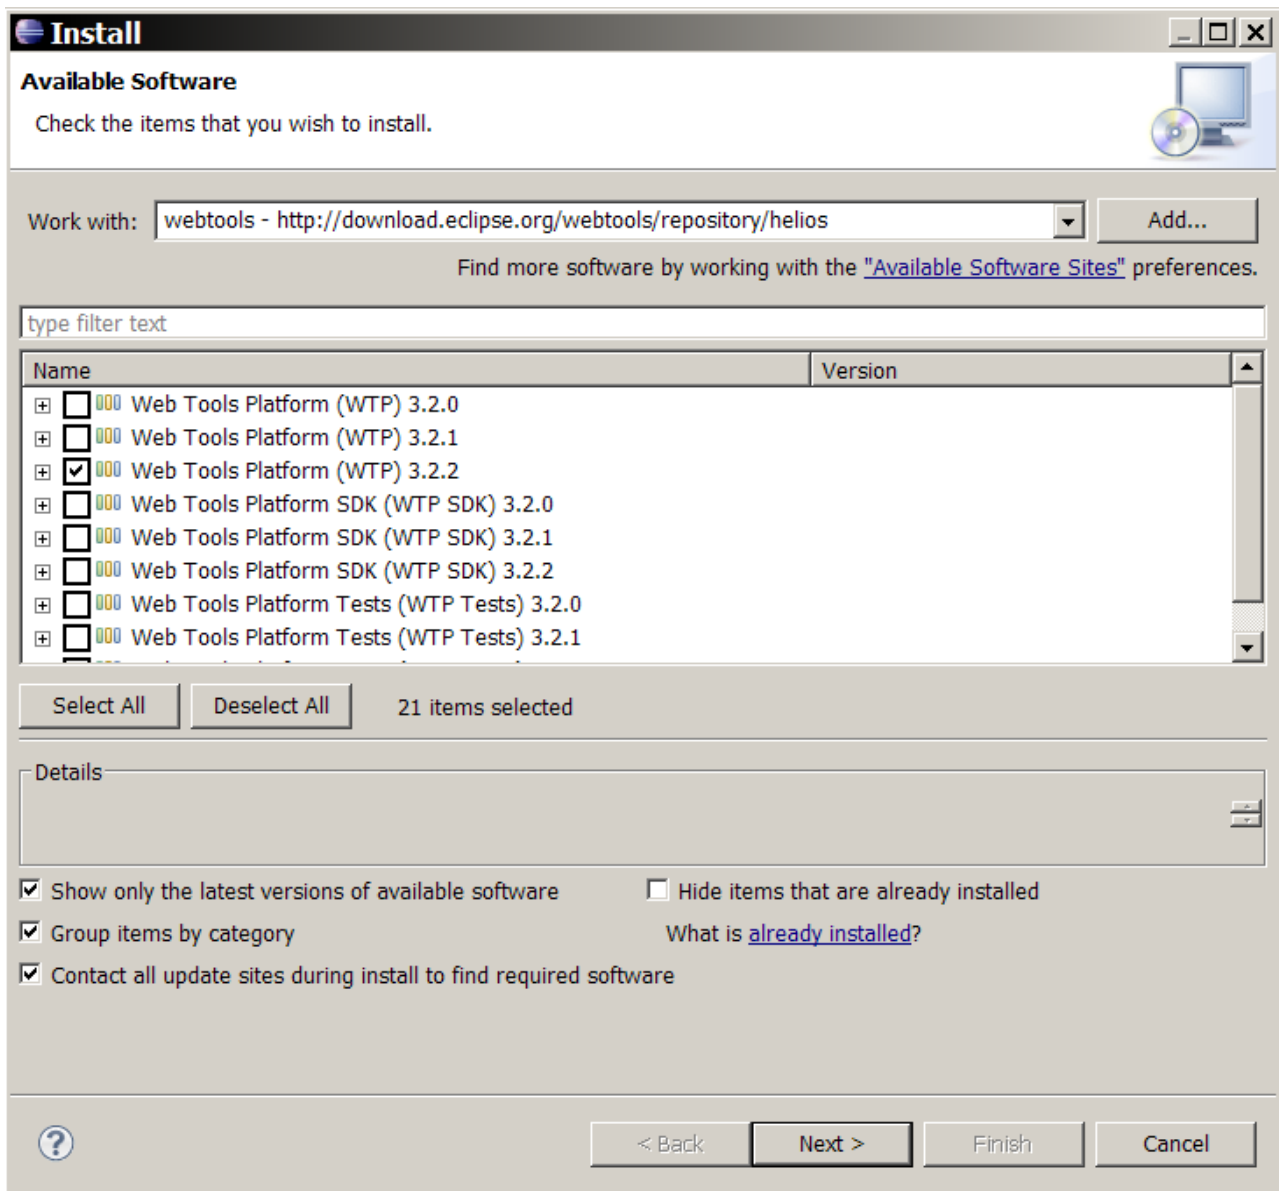 Install
Available Software
Check the items that you wish to install.
Work with: webtools - http://download.eclipse.org/webtools/repository/helios Add...
Find more software by working with the "Available Software Sites" preferences.
type filter text
Name Version
Web Tools Platform (WTP) 3.2.0
Web Tools Platform (WTP) 3.2.1
Web Tools Platform (WTP) 3.2.2
Web Tools Platform SDK (WTP SDK) 3.2.0
Web Tools Platform SDK (WTP SDK) 3.2.1
Web Tools Platform SDK (WTP SDK) 3.2.2
Web Tools Platform Tests (WTP Tests) 3.2.0
Web Tools Platform Tests (WTP Tests) 3.2.1
Select All Deselect All 21 items selected
Details
Show only the latest versions of available software Hide items that are already installed
Group items by category What is already installed?
Contact all update sites during install to find required software
< Back Next > Finish Cancel